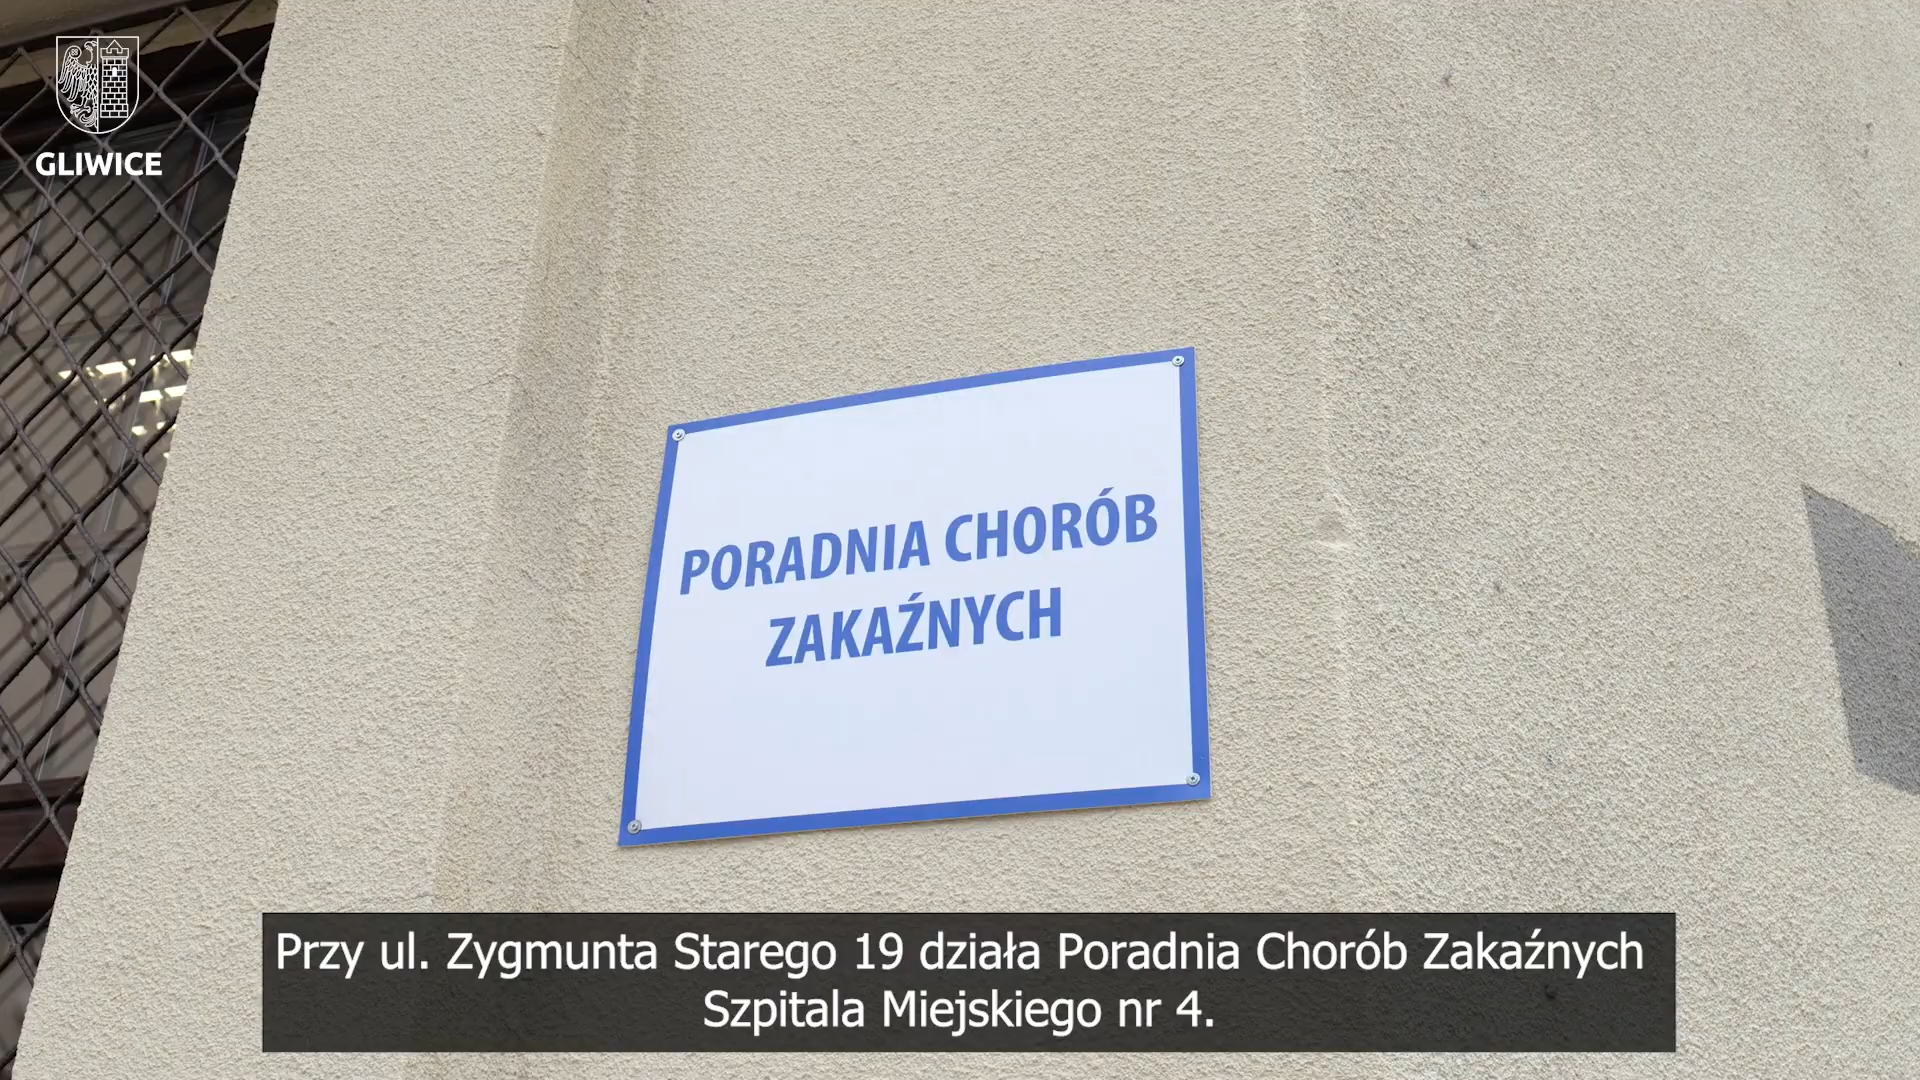 GLIWICE
PORADNIA CHORÓB
ZAKAŹNYCH
Przy ul. Zygmunta Starego 19 działa Poradnia Chorób Zakaźnych
Szpitala Miejskiego nr 4.